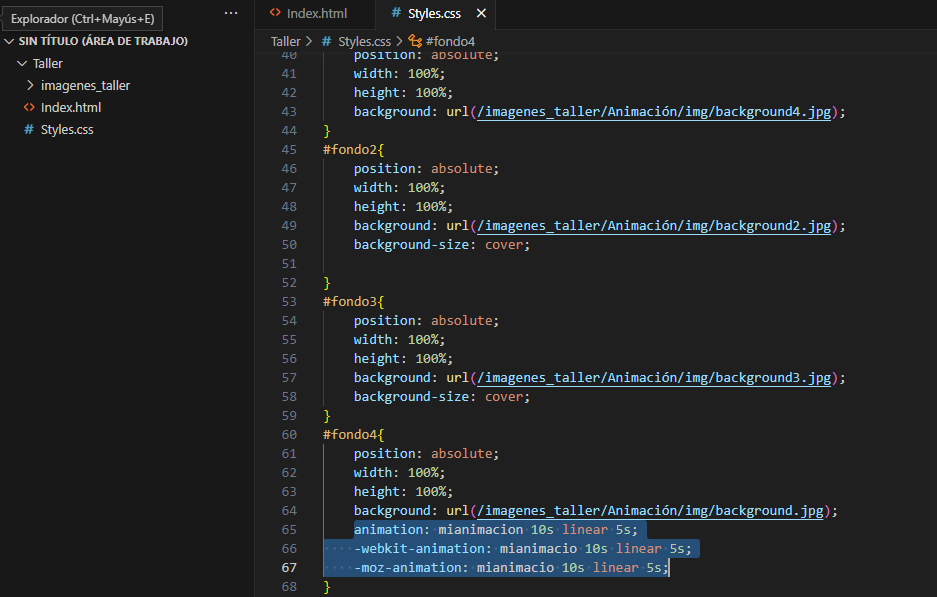 Explorador (Ctrl+Mayús+E)
···
SIN TÍTULO (ÁREA DE TRABAJO)
Taller
imagenes_taller
<> Index.html
# Styles.css
<> Index.html
# Styles.css ×
Taller > # Styles.css > #fondo4
40 position: absolute;
41 width: 100%;
42 height: 100%;
43 background: url(/imagenes_taller/Animación/img/background4.jpg);
44 }
45 #fondo2{
46 position: absolute;
47 width: 100%;
48 height: 100%;
49 background: url(/imagenes_taller/Animación/img/background2.jpg);
50 background-size: cover;
51
52 }
53 #fondo3{
54 position: absolute;
55 width: 100%;
56 height: 100%;
57 background: url(/imagenes_taller/Animación/img/background3.jpg);
58 background-size: cover;
59 }
60 #fondo4{
61 position: absolute;
62 width: 100%;
63 height: 100%;
64 background: url(/imagenes_taller/Animación/img/background.jpg);
65 animation: mianimacion 10s linear 5s;
66 -webkit-animation: mianimacio 10s linear 5s;
67 -moz-animation: mianimacio 10s linear 5s;
68 }